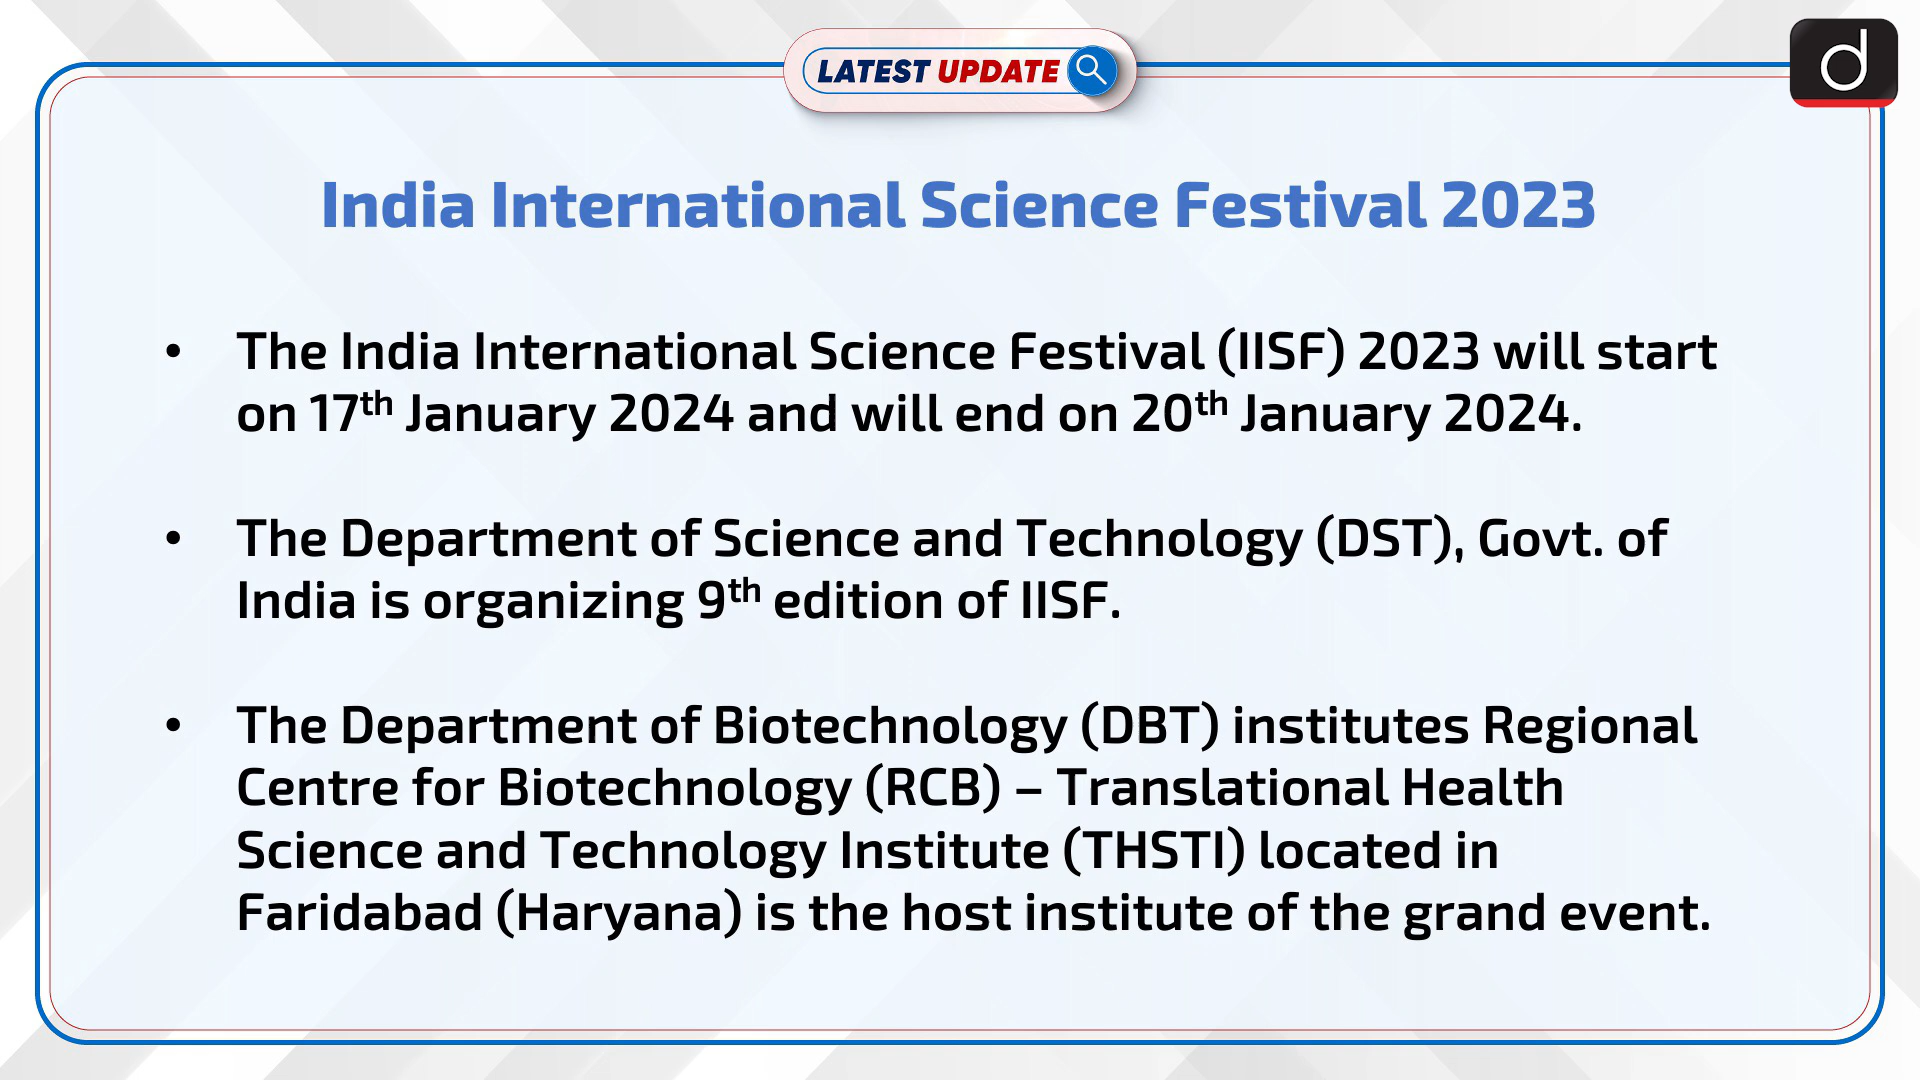 LATEST UPDATE
d
India International Science Festival 2023
• The India International Science Festival (IISF) 2023 will start
on 17th January 2024 and will end on 20th January 2024.
• The Department of Science and Technology (DST), Govt. of
India is organizing 9th edition of IISF.
• The Department of Biotechnology (DBT) institutes Regional
Centre for Biotechnology (RCB) – Translational Health
Science and Technology Institute (THSTI) located in
Faridabad (Haryana) is the host institute of the grand event.